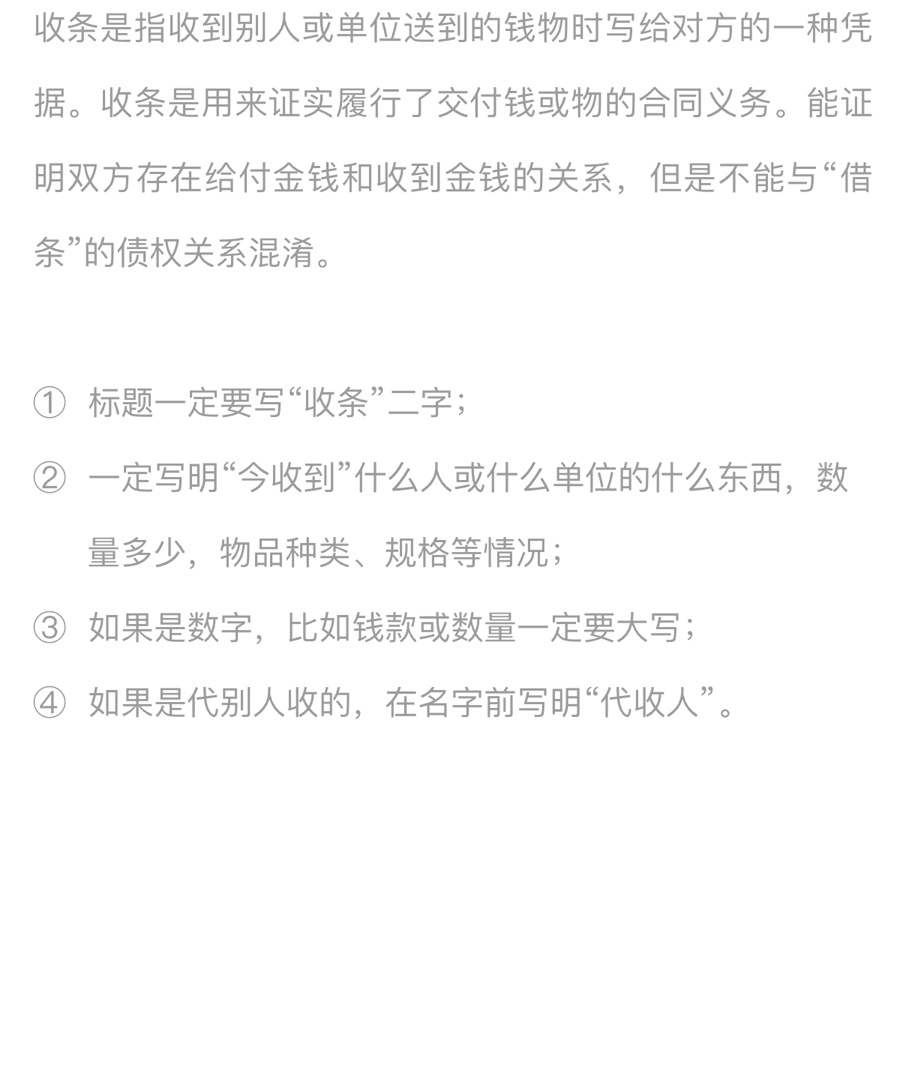 收条是指收到别人或单位送到的钱物时写给对方的一种凭
据。收条是用来证实履行了交付钱或物的合同义务。能证
明双方存在给付金钱和收到金钱的关系，但是不能与“借
条”的债权关系混淆。
① 标题一定要写“收条”二字；
② 一定写明“今收到”什么人或什么单位的什么东西，数
量多少，物品种类、规格等情况；
③ 如果是数字，比如钱款或数量一定要大写；
④ 如果是代别人收的，在名字前写明“代收人”。